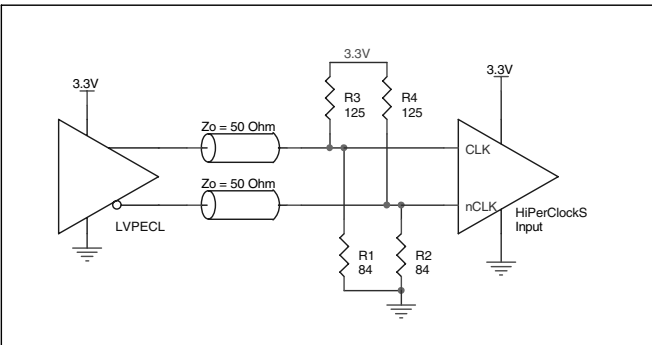 3.3V
3.3V
3.3V
R3
125
R4
125
Zo = 50 Ohm
CLK
Zo = 50 Ohm
nCLK
LVPECL
HiPerClockS
Input
R1
84
R2
84